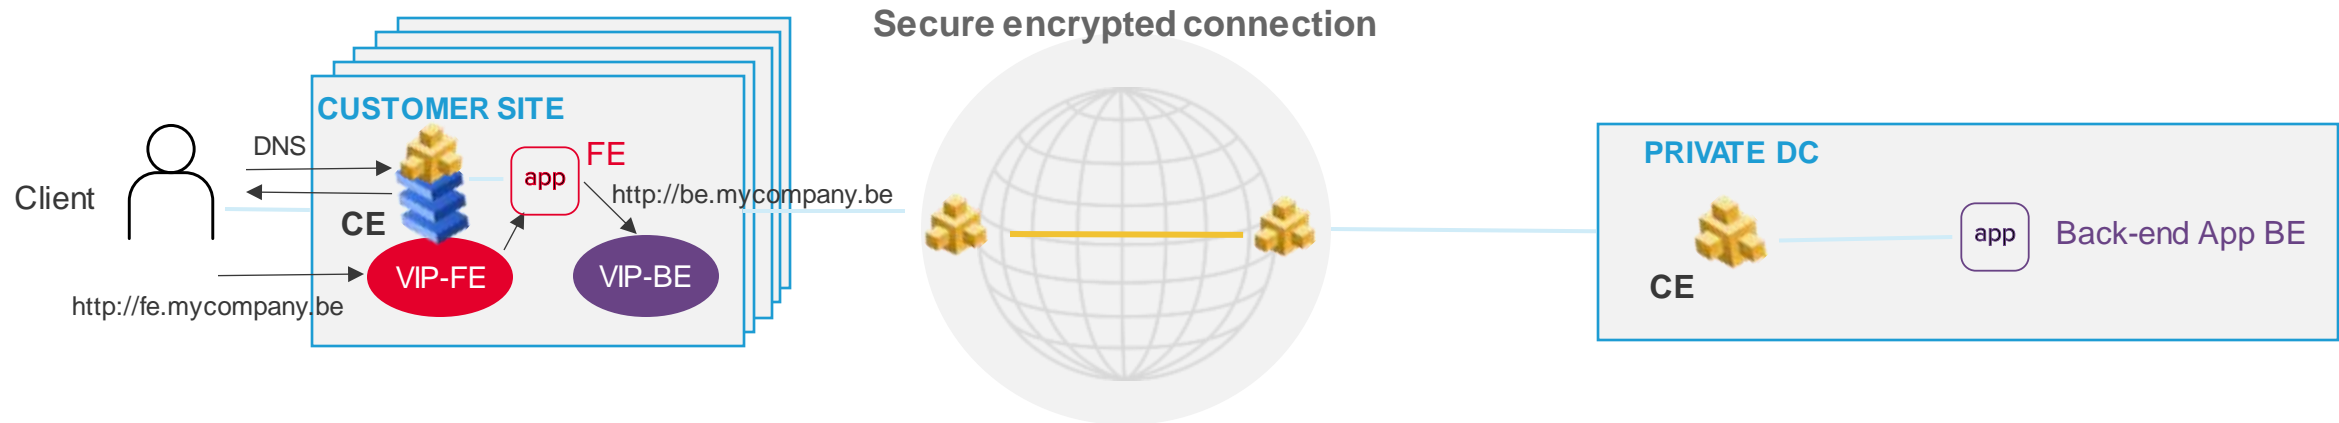 Secure encrypted connection
CUSTOMER SITE
DNS
FE
app
Client
http://be.mycompany.be
CE
VIP-FE
VIP-BE
http://fe.mycompany.be
PRIVATE DC
app
Back-end App BE
CE